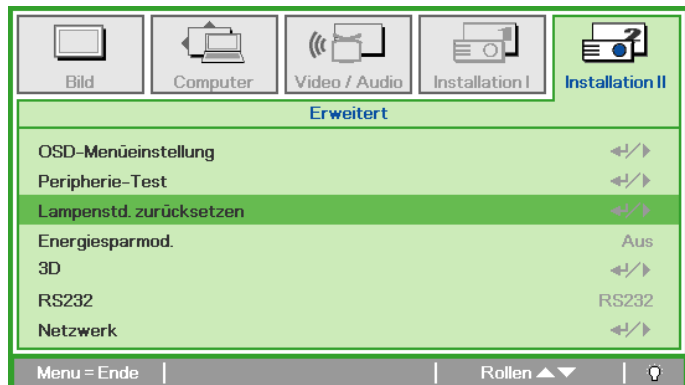 Bild
Computer
Video / Audio
Installation I
Installation II
Erweitert
OSD-Menüeinstellung
Peripherie-Test
Lampenstd. zurücksetzen
Energiesparmod. Aus
3D
RS232 RS232
Netzwerk
Menu = Ende Rollen